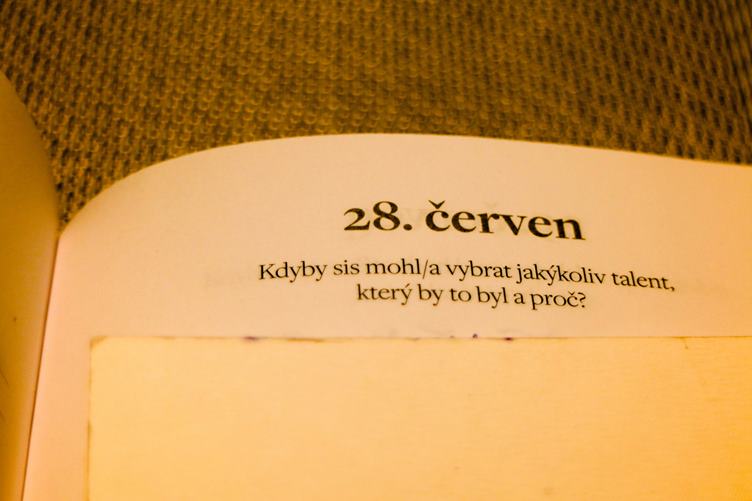 28. červen
Kdyby sis mohl/a vybrat jakýkoliv talent,
který by to byl a proč?